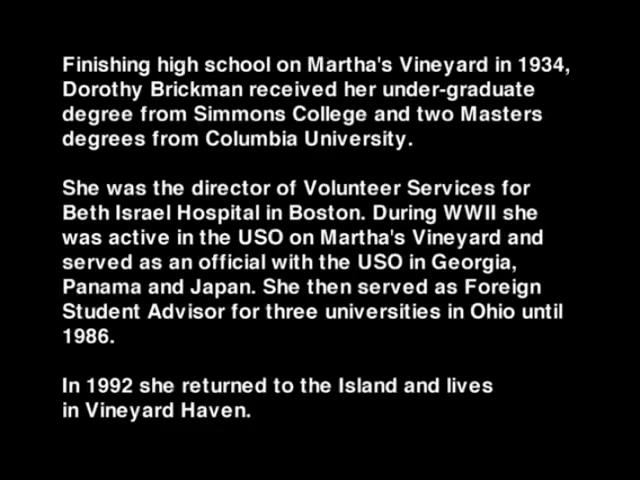 Finishing high school on Martha's Vineyard in 1934,
Dorothy Brickman received her under-graduate
degree from Simmons College and two Masters
degrees from Columbia University.
She was the director of Volunteer Services for
Beth Israel Hospital in Boston. During WWII she
was active in the USO on Martha's Vineyard and
served as an official with the USO in Georgia,
Panama and Japan. She then served as Foreign
Student Advisor for three universities in Ohio until
1986.
In 1992 she returned to the Island and lives
in Vineyard Haven.